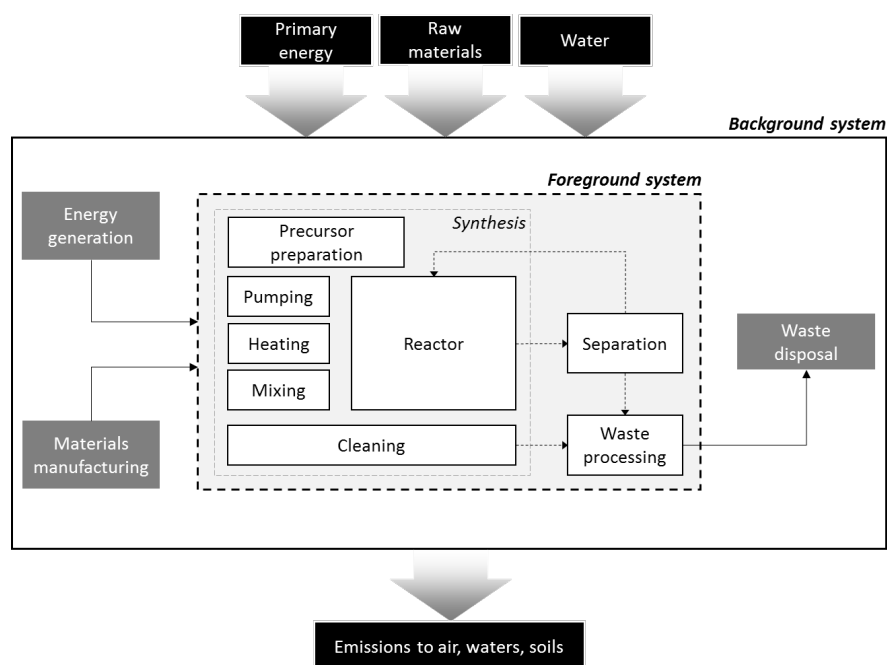 Primary
energy
Raw
materials
Water
Background system
Foreground system
Energy
generation
Synthesis
Precursor
preparation
Pumping
Heating
Mixing
Reactor
Separation
Waste
disposal
Materials
manufacturing
Cleaning
Waste
processing
Emissions to air, waters, soils